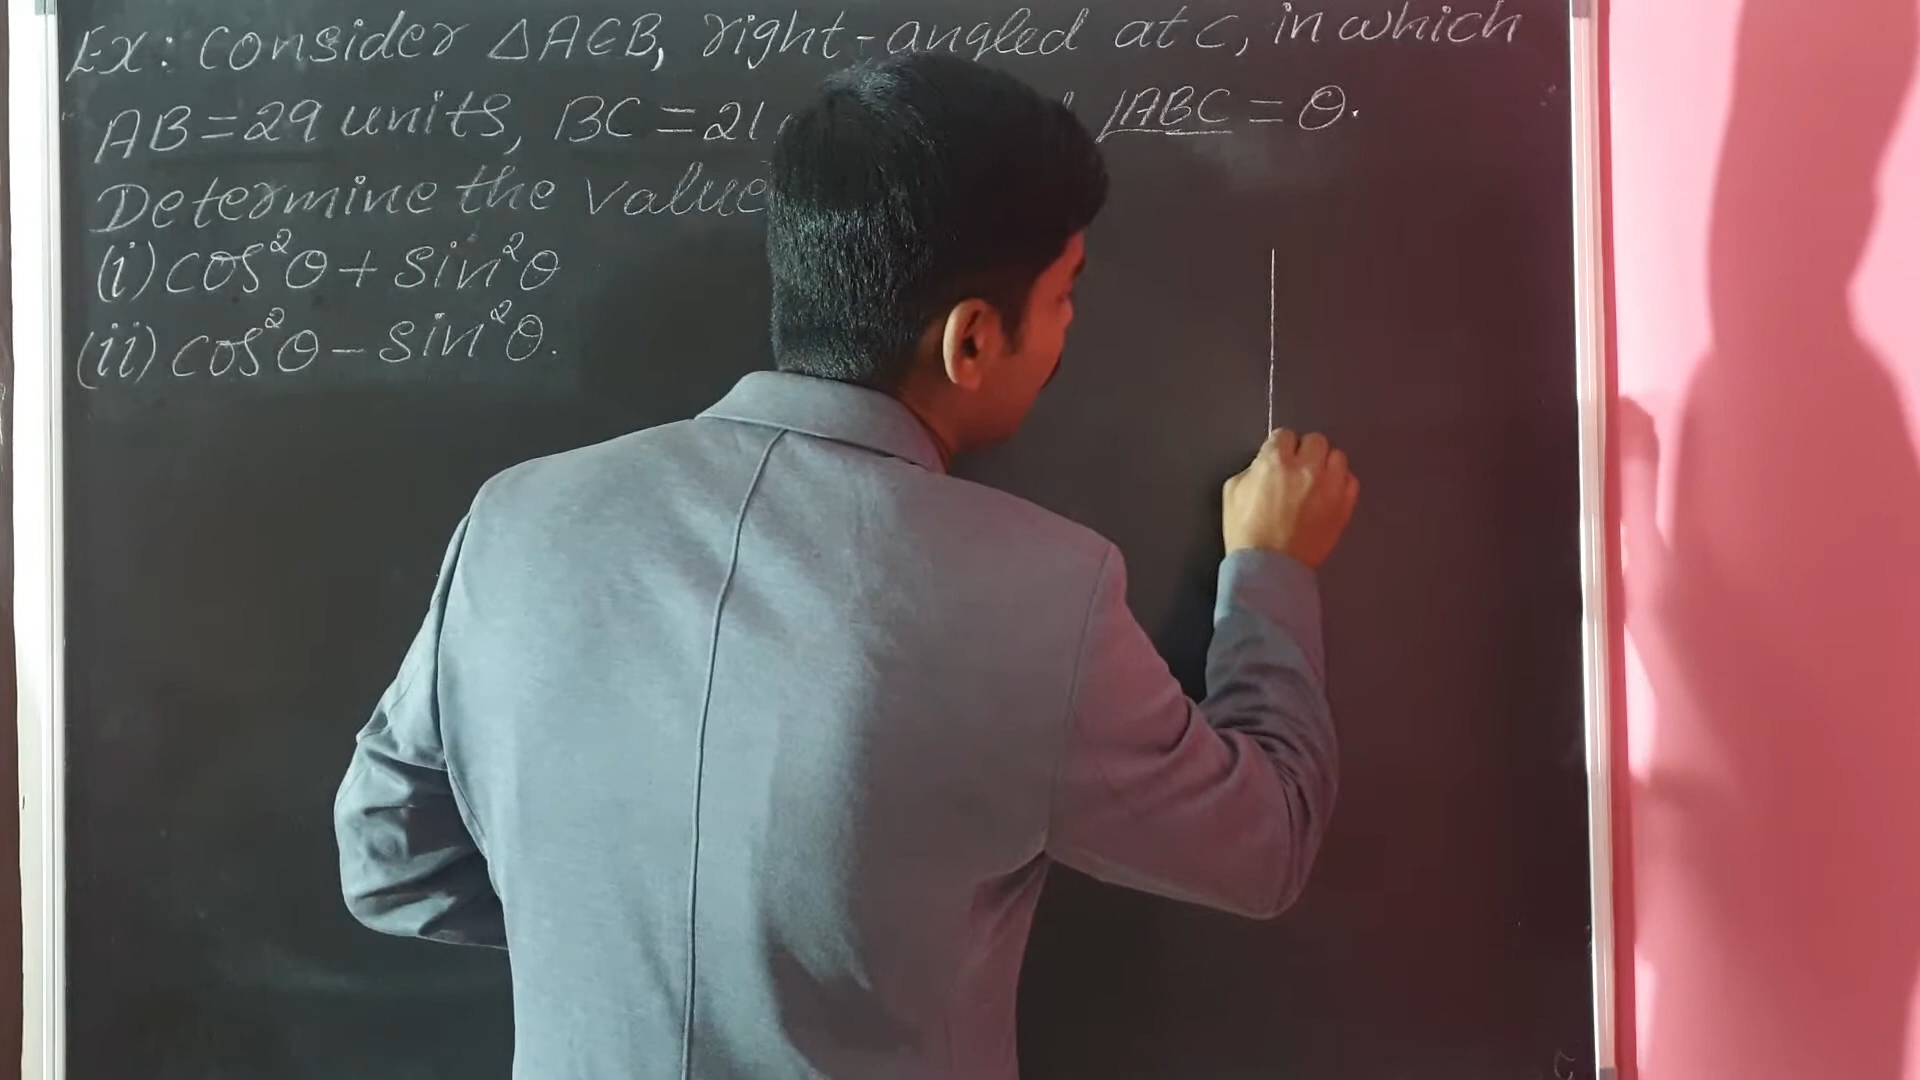 Ex: Consider △ACB, right-angled at C, in which
AB=29 units, BC=21 ∠ABC = θ.
Determine the value
(i) cos²θ + sin²θ
(ii) cos²θ - sin²θ.